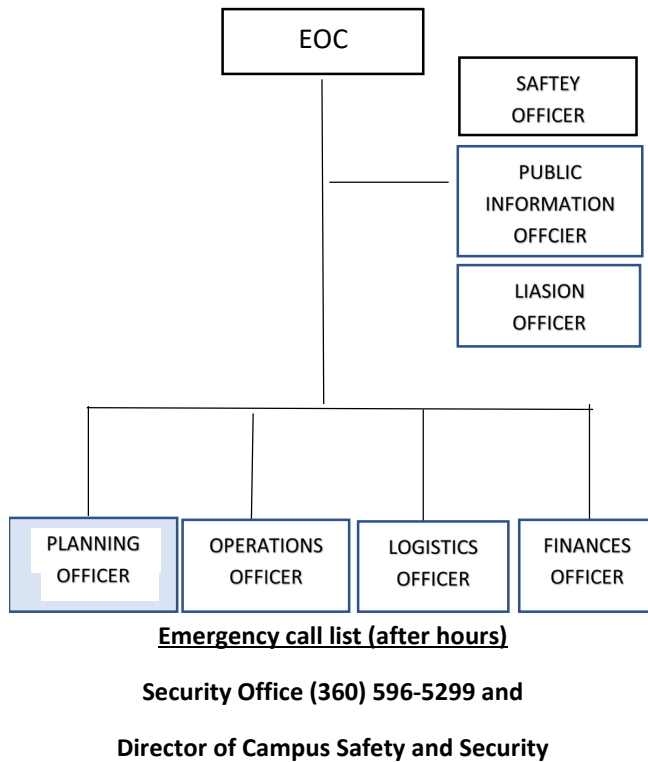 EOC
SAFTEY
OFFICER
PUBLIC
INFORMATION
OFFCIER
LIASION
OFFICER
PLANNING
OFFICER
OPERATIONS
OFFICER
LOGISTICS
OFFICER
FINANCES
OFFICER
Emergency call list (after hours)
Security Office (360) 596-5299 and
Director of Campus Safety and Security